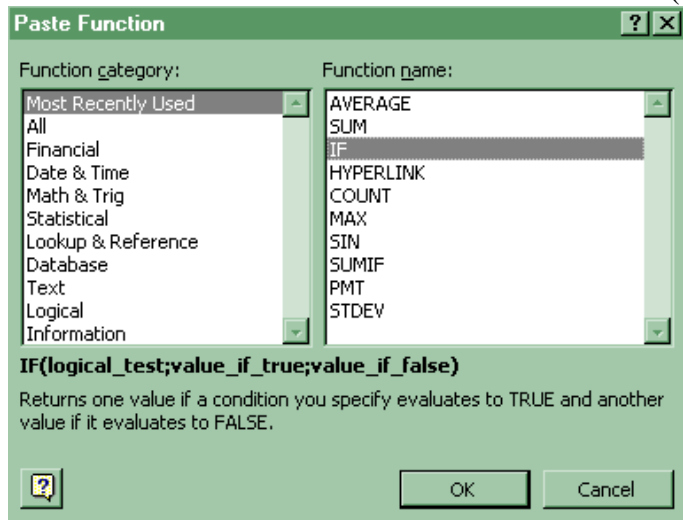 Paste Function
Function category:
Most Recently Used
All
Financial
Date & Time
Math & Trig
Statistical
Lookup & Reference
Database
Text
Logical
Information
Function name:
AVERAGE
SUM
IF
HYPERLINK
COUNT
MAX
SIN
SUMIF
PMT
STDEV
IF(logical_test;value_if_true;value_if_false)
Returns one value if a condition you specify evaluates to TRUE and another
value if it evaluates to FALSE.
OK
Cancel